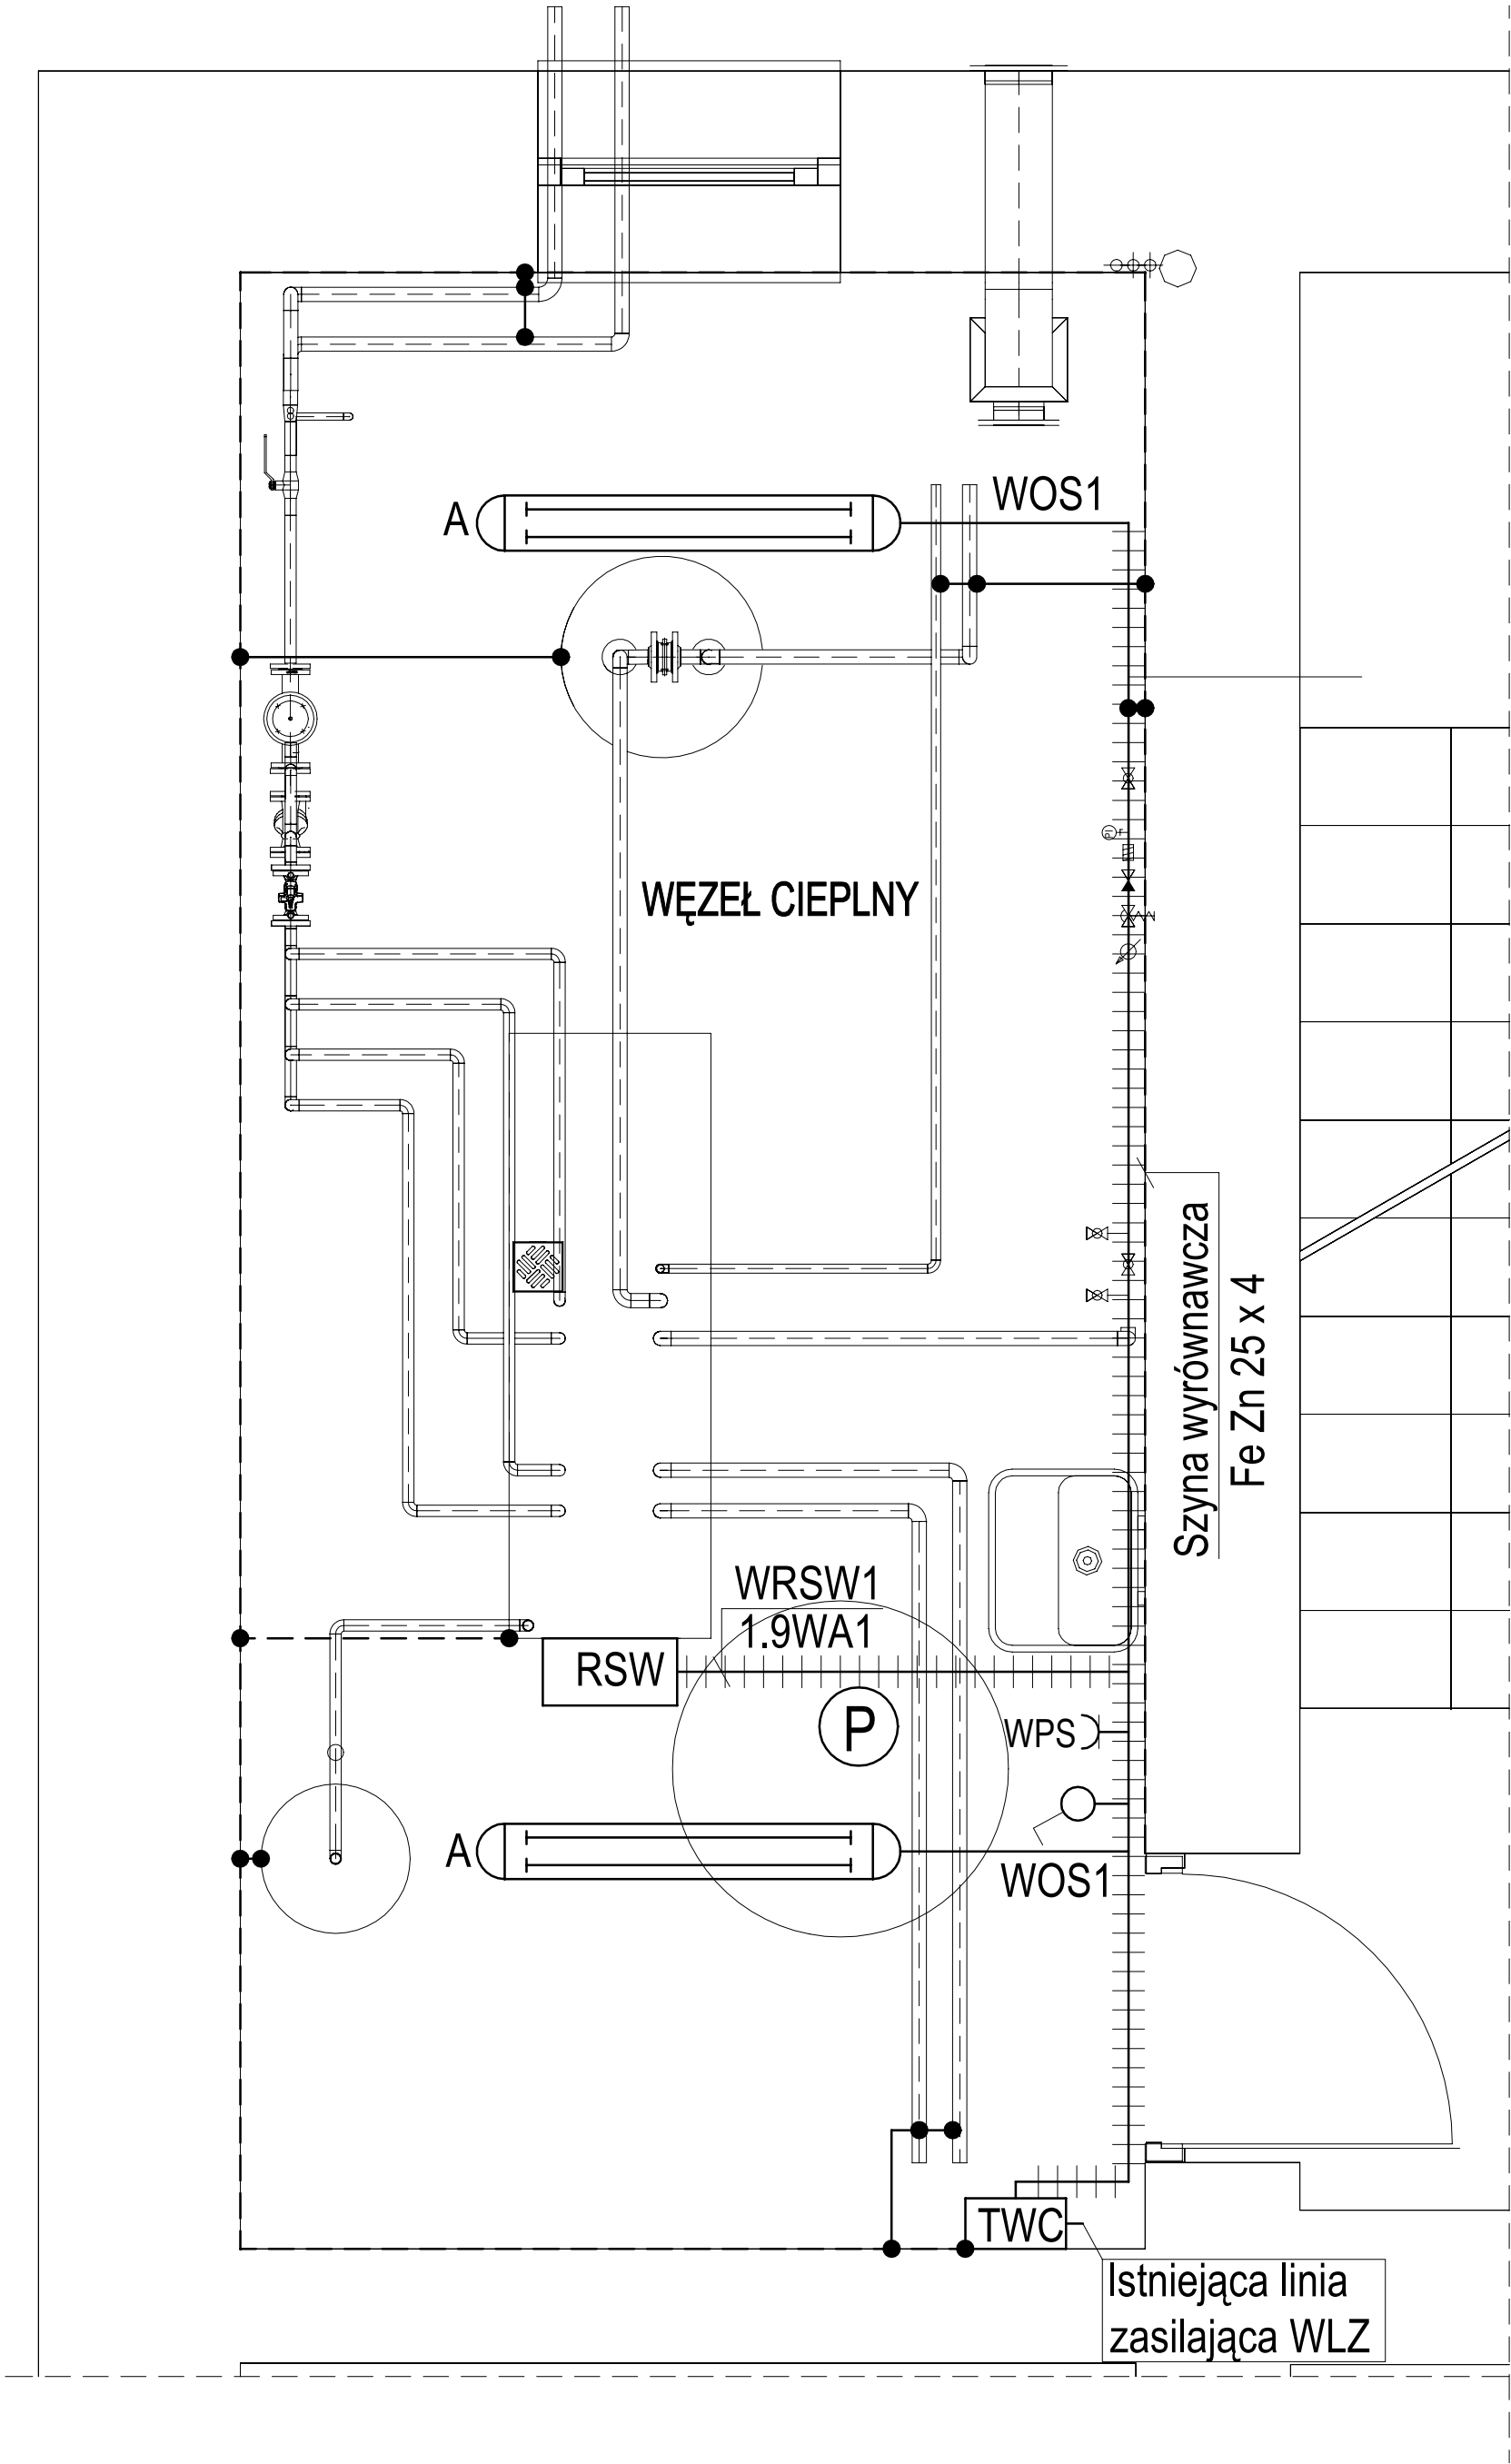 WOS1
A
WĘZEŁ CIEPLNY
Szyna wyrównawcza
Fe Zn 25 x 4
WRSW1
1.9WA1
RSW
P
WPS
A
WOS1
TWC
Istniejąca linia
zasilająca WLZ